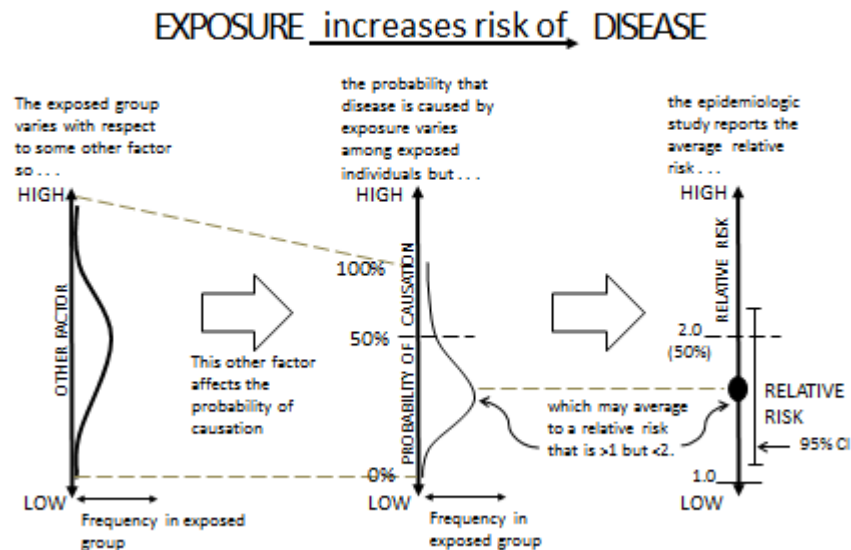 EXPOSURE increases risk of DISEASE
The exposed group
varies with respect
to some other factor
so . . .
HIGH
OTHER FACTOR
LOW
Frequency in exposed
group
This other factor
affects the
probability of
causation
the probability that
disease is caused by
exposure varies
among exposed
individuals but . . .
HIGH
100%
50%
0%
PROBABILITY OF CAUSATION
LOW
Frequency in
exposed group
which may average
to a relative risk
that is >1 but <2.
the epidemiologic
study reports the
average relative
risk . . .
HIGH
RELATIVE RISK
2.0
(50%)
RELATIVE
RISK
95% CI
1.0
LOW